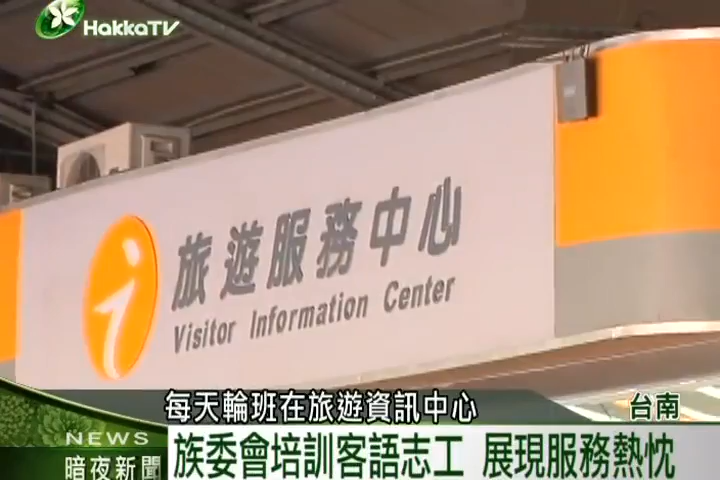 HakkaTV
旅遊服務中心
Visitor Information Center
每天輪班在旅遊資訊中心
台南
NEWS
暗夜新聞
族委會培訓客語志工 展現服務熱忱